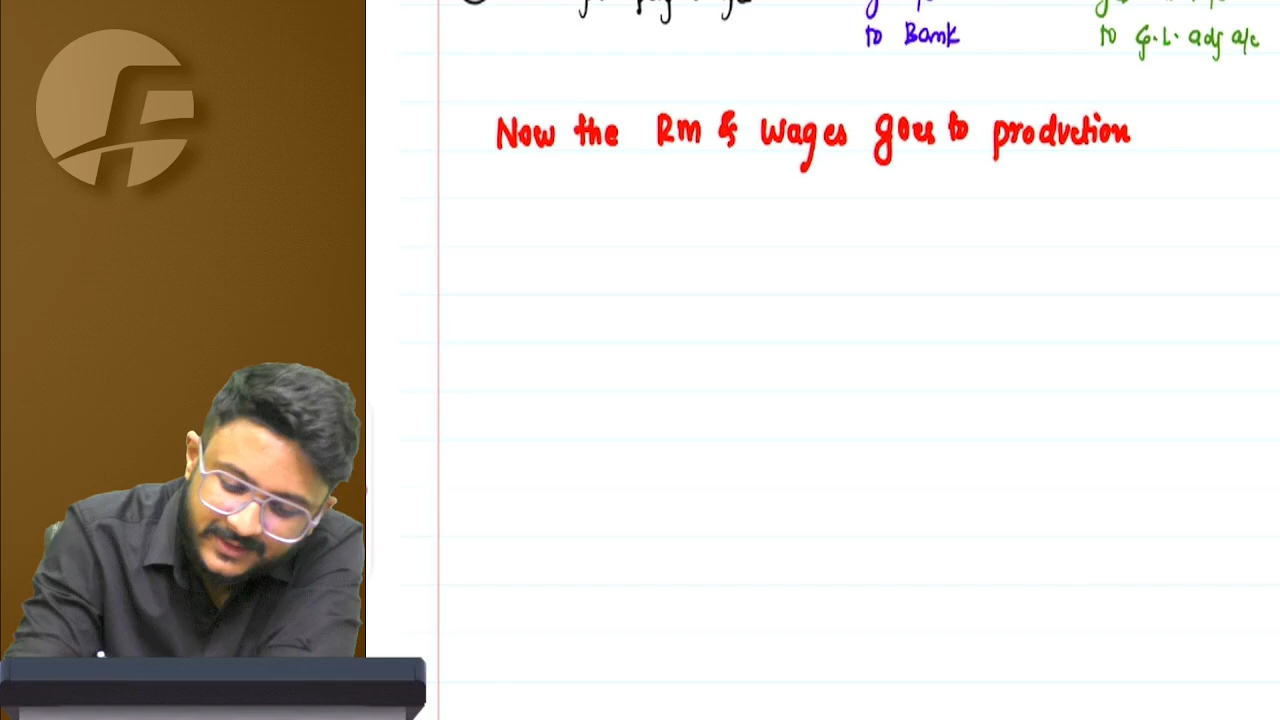 to Bank
to G.L. adj a/c
Now the Rm & wages goes to production